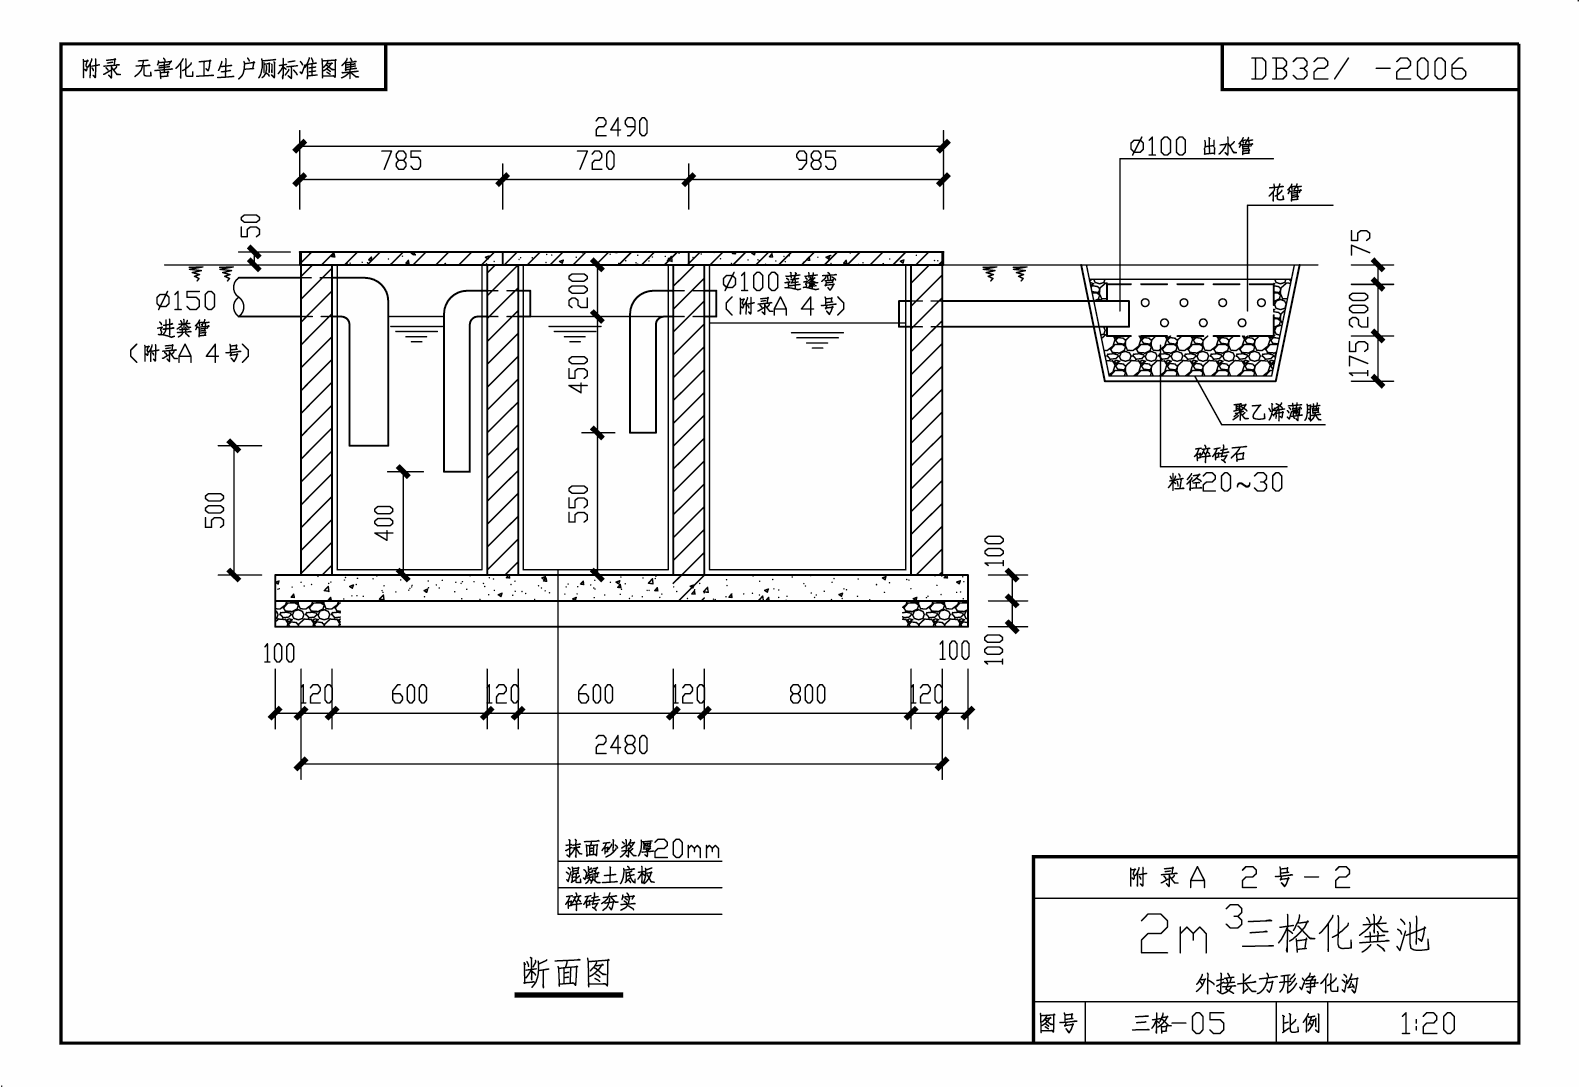 附录 无害化卫生户厕标准图集
DB32/ -2006
2490
785
720
985
50
Ø100 出水管
花管
75
200
175
Ø150
进粪管
(附录A 4号)
200
450
550
Ø100莲蓬弯
(附录A 4号)
聚乙烯薄膜
碎砖石
粒径20~30
500
400
100
100
100
100
120
600
120
600
120
800
120
2480
抹面砂浆厚20mm
混凝土底板
碎砖夯实
断面图
附录A 2号-2
2m³三格化粪池
外接长方形净化沟
图号
三格-05
比例
1:20